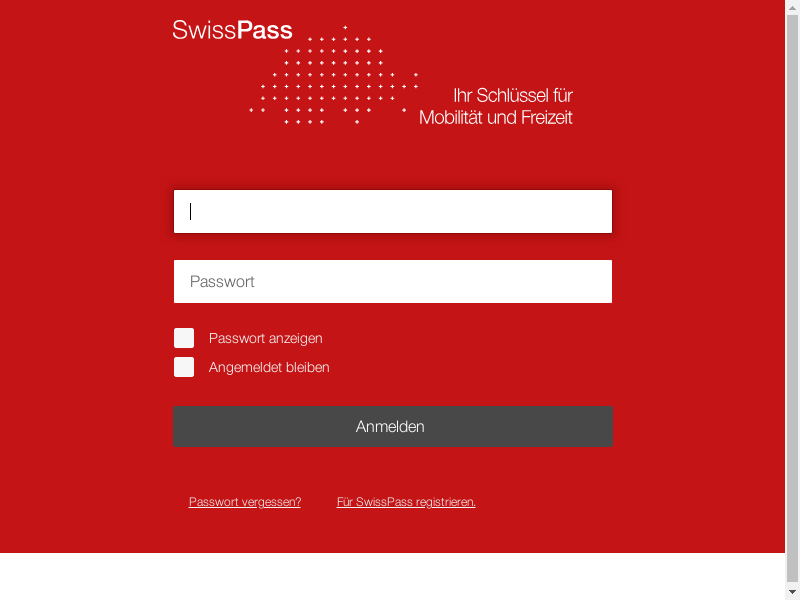 SwissPass
Ihr Schlüssel für
Mobilität und Freizeit
Passwort
Passwort anzeigen
Angemeldet bleiben
Anmelden
Passwort vergessen? Für SwissPass registrieren.